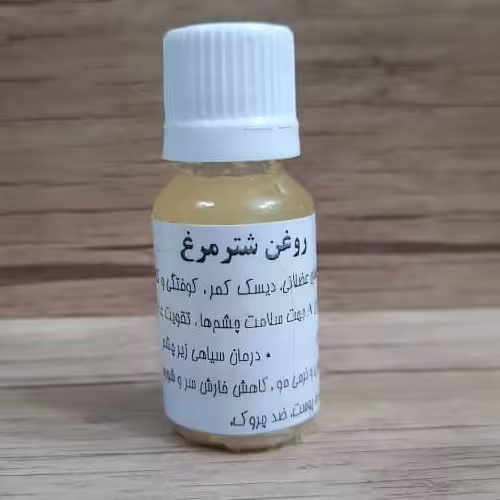 روغن شترمرغ
عضلانی، دیسک کمر، کوفتگی و
A جهت سلامت چشم‌ها، تقویت
• درمان سیاهی زیر چشم
و نرمی مو، کاهش خارش سر و
پوست، ضد چروک،